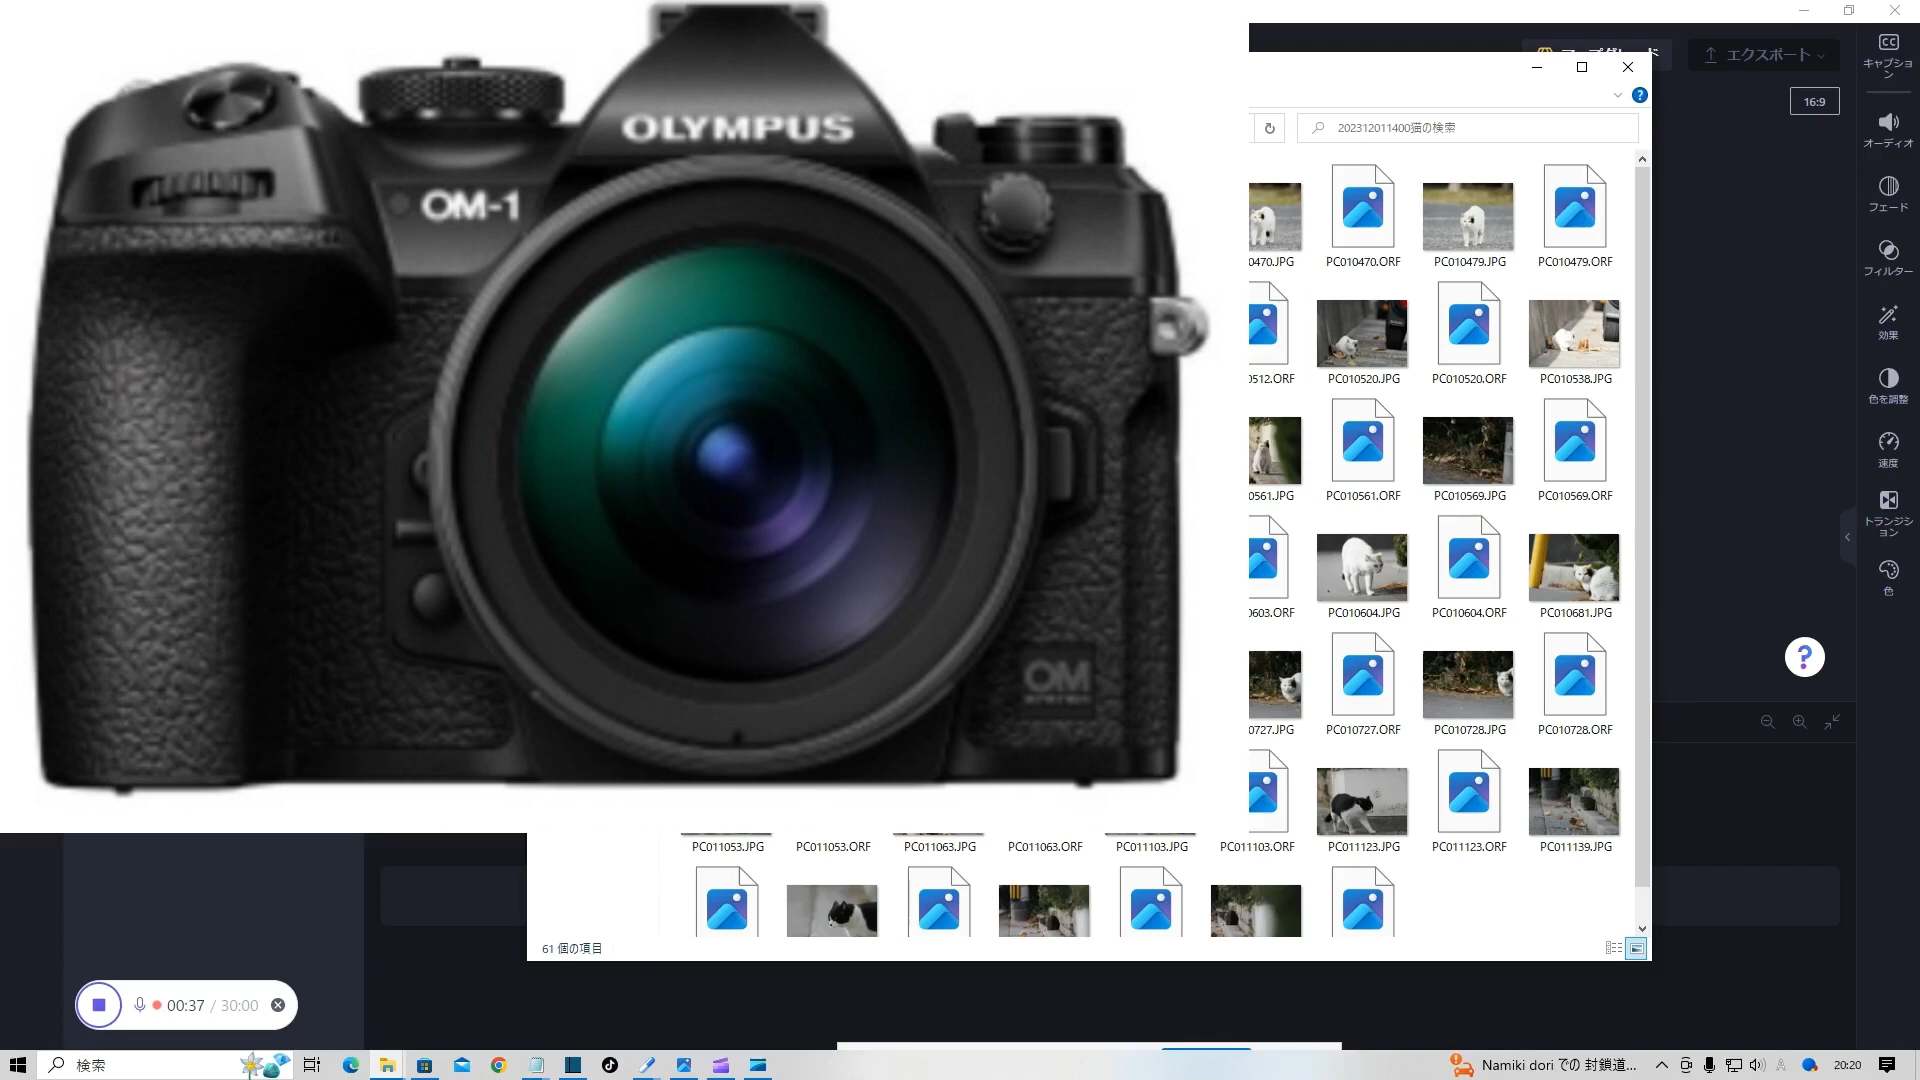 OLYMPUS
OM-1
OM
エクスポート
16:9
キャプション
オーディオ
フェード
フィルター
効果
色を調整
速度
トランジション
色
202312011400猫の検索
0470.JPG
PC010470.ORF
PC010479.JPG
PC010479.ORF
0512.ORF
PC010520.JPG
PC010520.ORF
PC010538.JPG
0561.JPG
PC010561.ORF
PC010569.JPG
PC010569.ORF
0603.ORF
PC010604.JPG
PC010604.ORF
PC010681.JPG
0727.JPG
PC010727.ORF
PC010728.JPG
PC010728.ORF
PC011053.JPG
PC011053.ORF
PC011063.JPG
PC011063.ORF
PC011103.JPG
PC011103.ORF
PC011123.JPG
PC011123.ORF
PC011139.JPG
61 個の項目
00:37 / 30:00
検索
Namiki dori での 封鎖道...
20:20